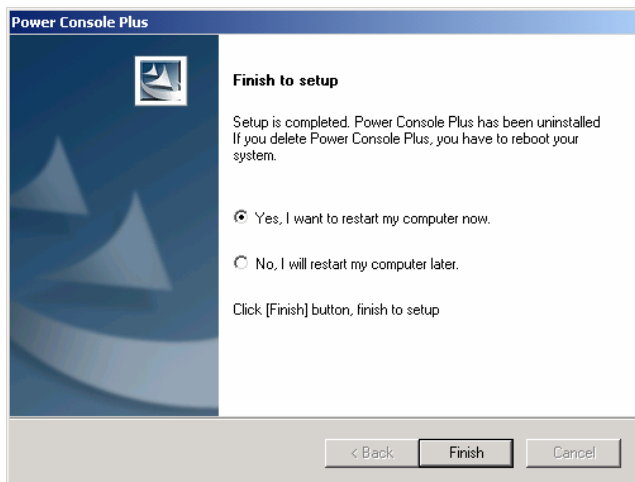 Power Console Plus
Finish to setup
Setup is completed. Power Console Plus has been uninstalled
If you delete Power Console Plus, you have to reboot your
system.
Yes, I want to restart my computer now.
No, I will restart my computer later.
Click [Finish] button, finish to setup
< Back
Finish
Cancel